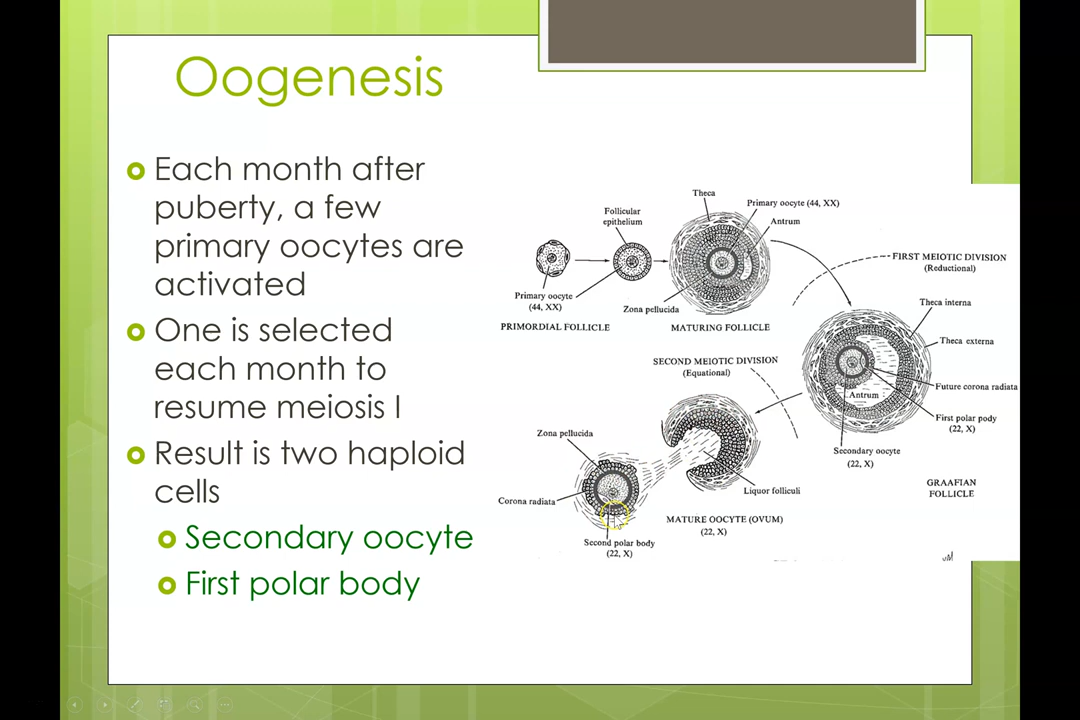 Oogenesis
Each month after
puberty, a few
primary oocytes are
activated
One is selected
each month to
resume meiosis I
Result is two haploid
cells
Secondary oocyte
First polar body
Theca
Primary oocyte (44, XX)
Follicular
epithelium
Antrum
FIRST MEIOTIC DIVISION
(Reductional)
Primary oocyte
(44, XX)
Zona pellucida
PRIMORDIAL FOLLICLE
MATURING FOLLICLE
Theca interna
Theca externa
SECOND MEIOTIC DIVISION
(Equational)
Future corona radiata
Antrum
First polar body
(22, X)
Secondary oocyte
(22, X)
GRAAFIAN
FOLLICLE
Zona pellucida
Corona radiata
Liquor folliculi
MATURE OOCYTE (OVUM)
(22, X)
Second polar body
(22, X)